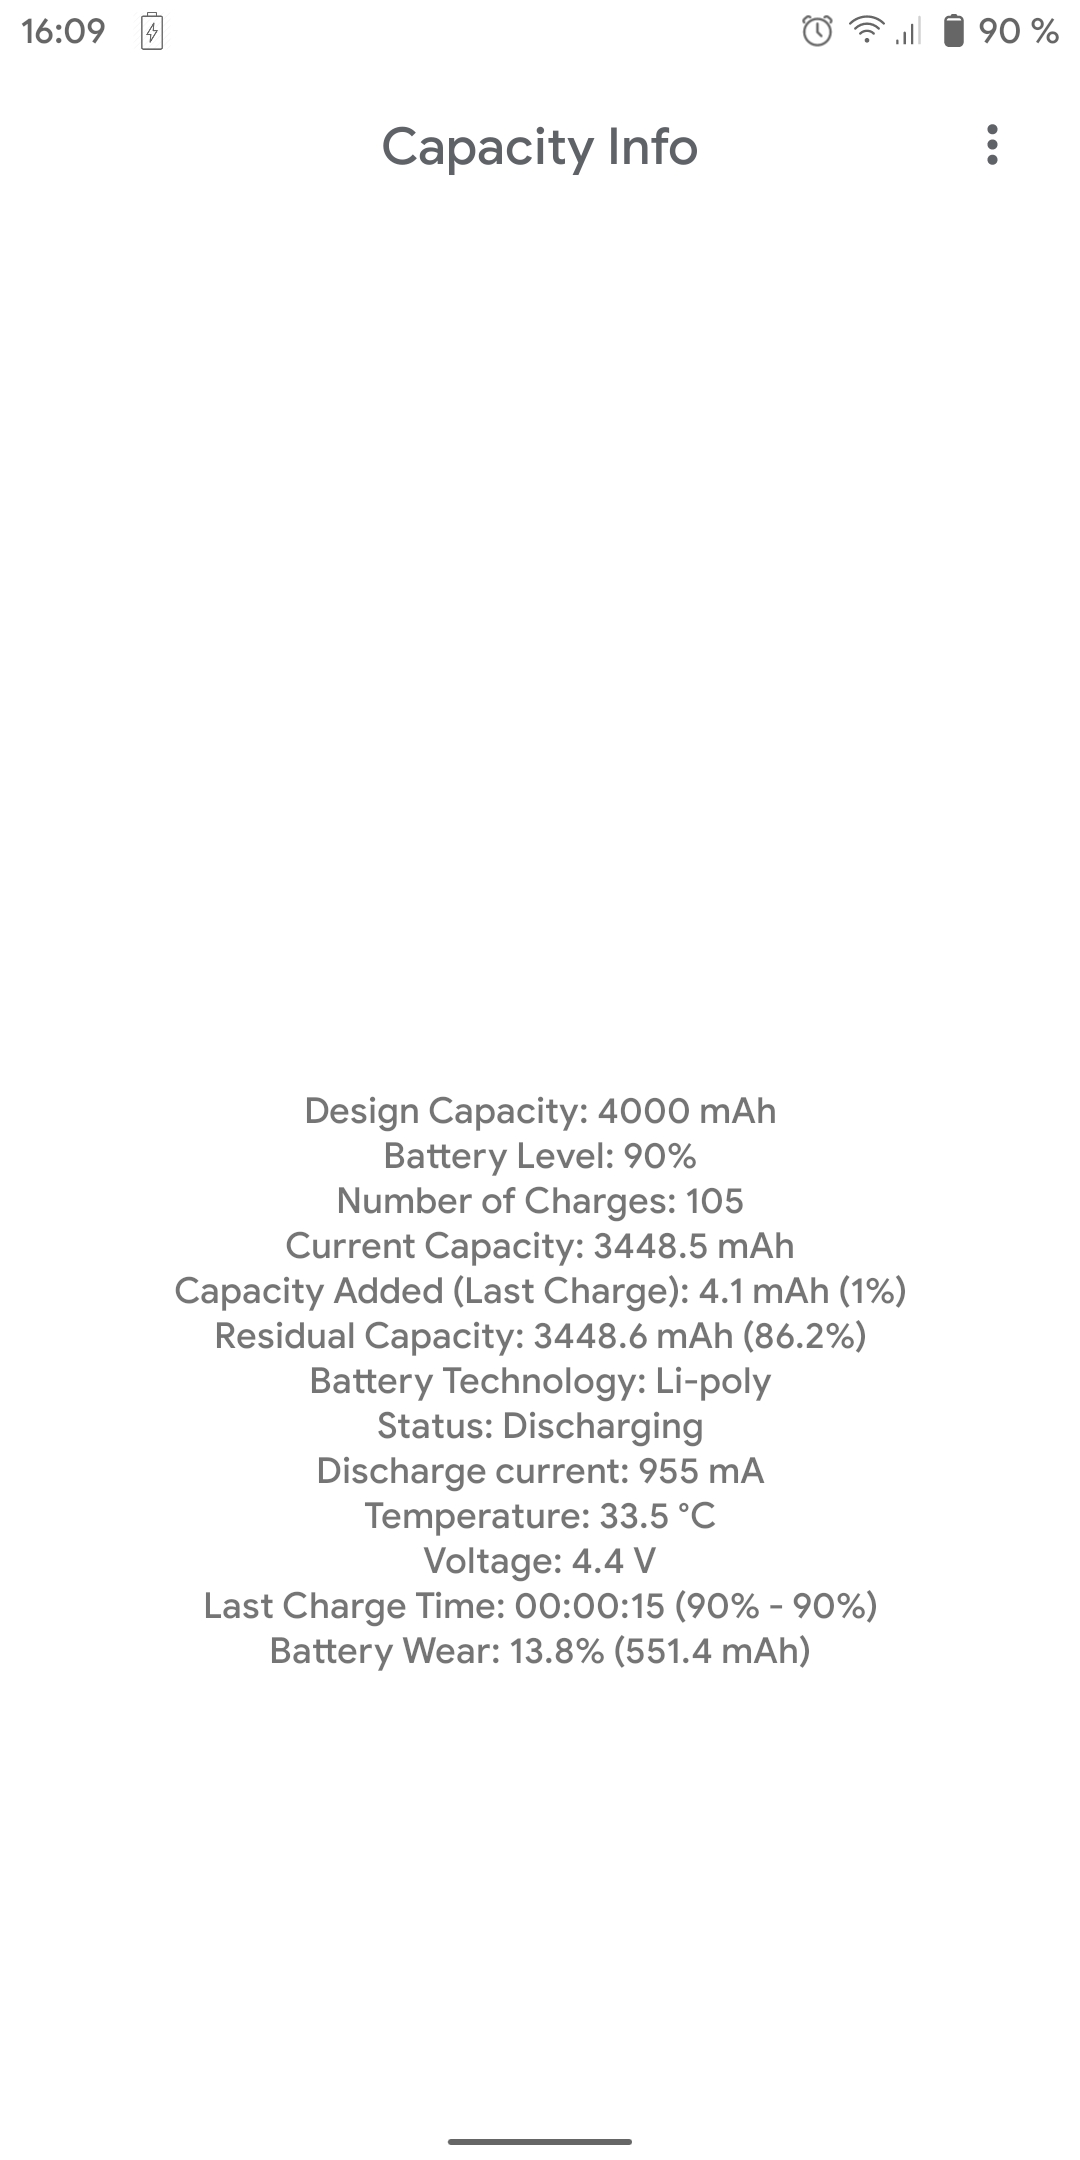 16:09
90 %
Capacity Info
Design Capacity: 4000 mAh
Battery Level: 90%
Number of Charges: 105
Current Capacity: 3448.5 mAh
Capacity Added (Last Charge): 4.1 mAh (1%)
Residual Capacity: 3448.6 mAh (86.2%)
Battery Technology: Li-poly
Status: Discharging
Discharge current: 955 mA
Temperature: 33.5 °C
Voltage: 4.4 V
Last Charge Time: 00:00:15 (90% - 90%)
Battery Wear: 13.8% (551.4 mAh)